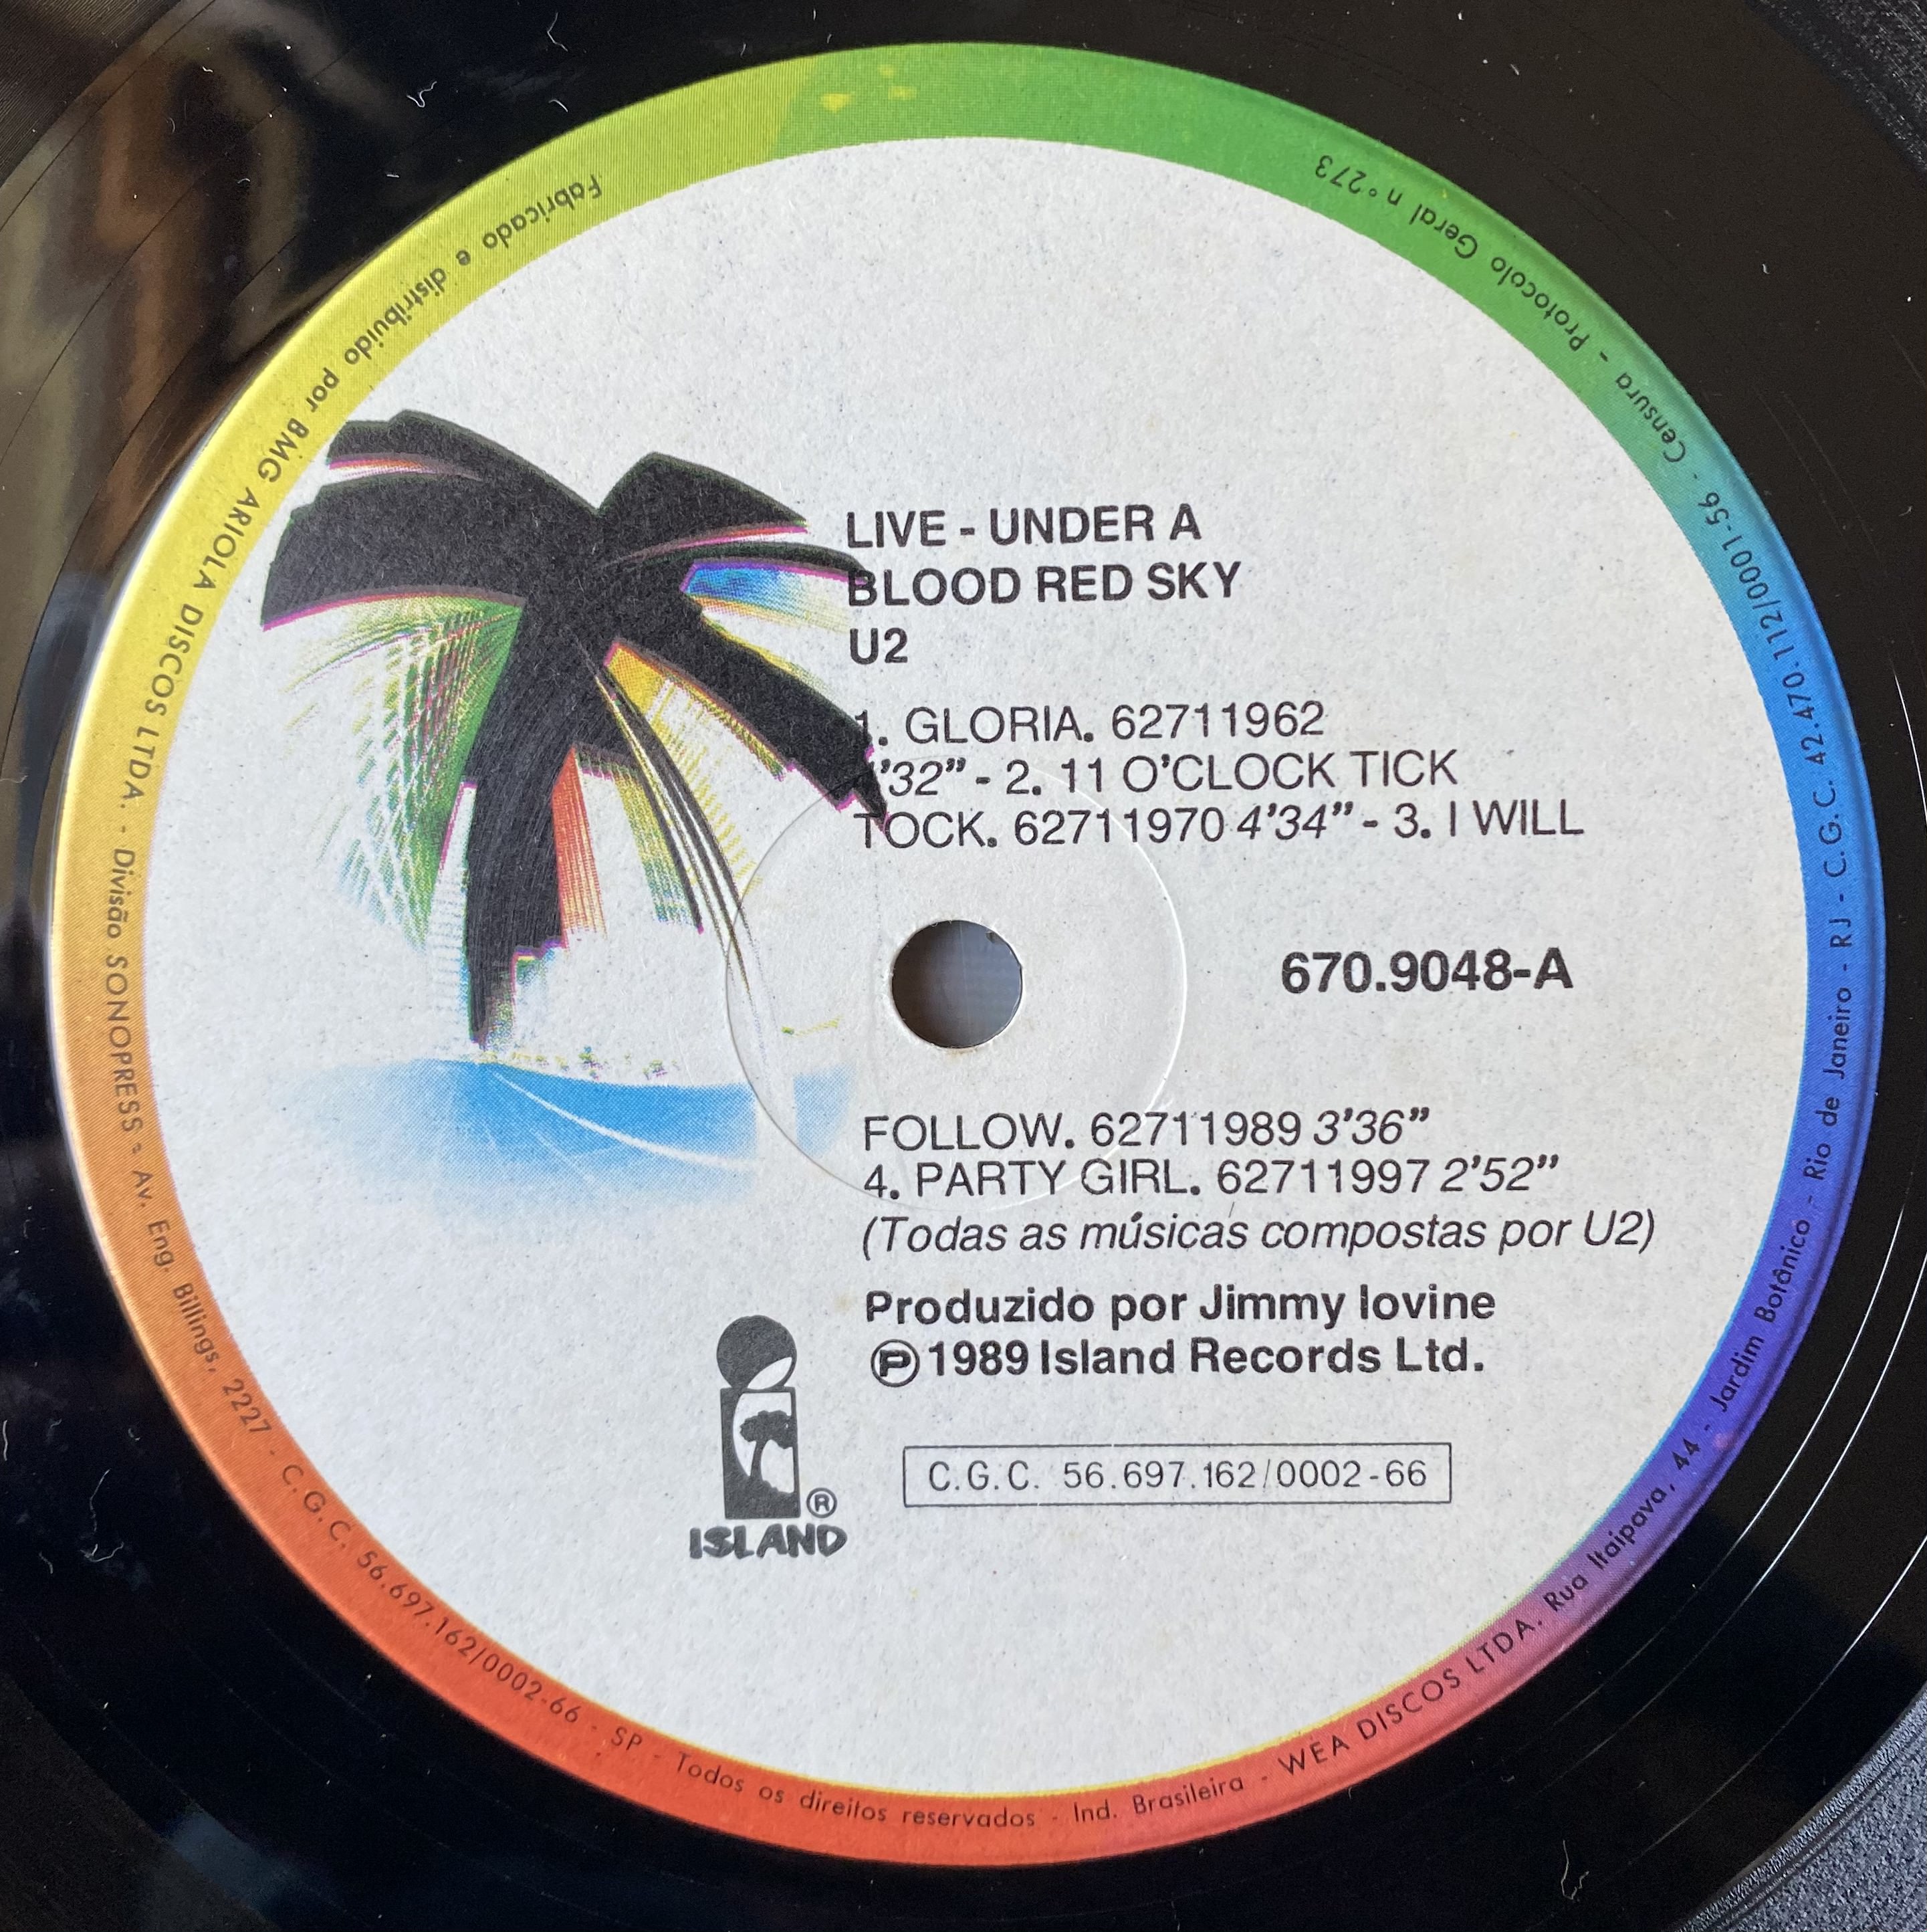 LIVE - UNDER A
BLOOD RED SKY
U2
1. GLORIA. 62711962
'32” - 2. 11 O'CLOCK TICK
TOCK. 62711970 4'34” - 3. I WILL
670.9048-A
FOLLOW. 62711989 3'36”
4. PARTY GIRL. 62711997 2'52”
(Todas as músicas compostas por U2)
Produzido por Jimmy Iovine
Ⓟ 1989 Island Records Ltd.
C.G.C. 56.697.162/0002-66
®
ISLAND
Fabricado e distribuido por BMG ARIOLA DISCOS LTDA. - Divisão SONOPRESS - Av. Eng. Billings, 2227 - C.G.C. 56.697.162/0002-66 - SP - Todos os direitos reservados - Ind. Brasileira - WEA DISCOS LTDA. Rua Itaipava, 44 - Jardim Botânico - Rio de Janeiro - RJ - C.G.C. 42.470.112/0001-56 - Censura - Protocolo Geral n° 273